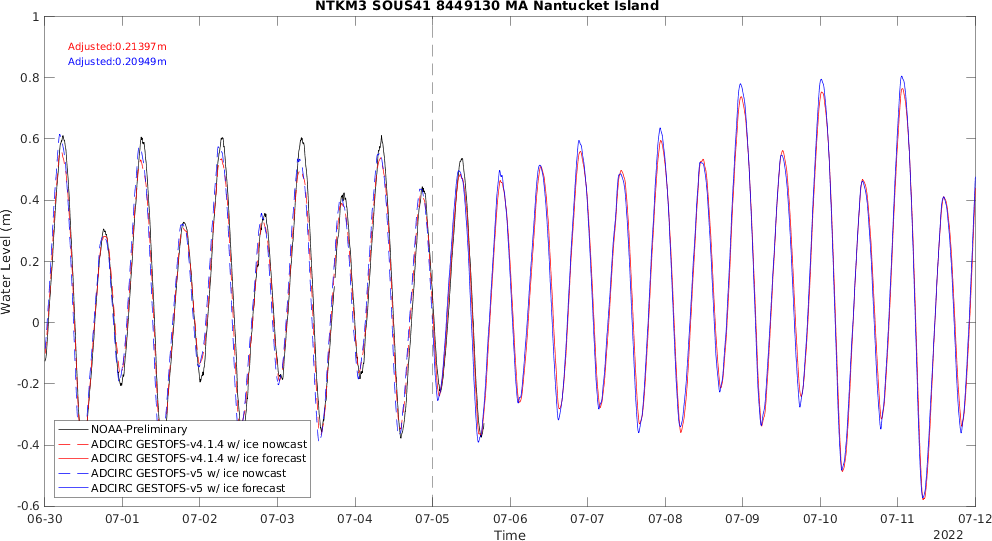 NTKM3 SOUS41 8449130 MA Nantucket Island
Adjusted:0.21397m
Adjusted:0.20949m
1
0.8
0.6
0.4
0.2
0
-0.2
-0.4
-0.6
Water Level (m)
NOAA-Preliminary
ADCIRC GESTOFS-v4.1.4 w/ ice nowcast
ADCIRC GESTOFS-v4.1.4 w/ ice forecast
ADCIRC GESTOFS-v5 w/ ice nowcast
ADCIRC GESTOFS-v5 w/ ice forecast
06-30 07-01 07-02 07-03 07-04 07-05 07-06 07-07 07-08 07-09 07-10 07-11 07-12
Time
2022